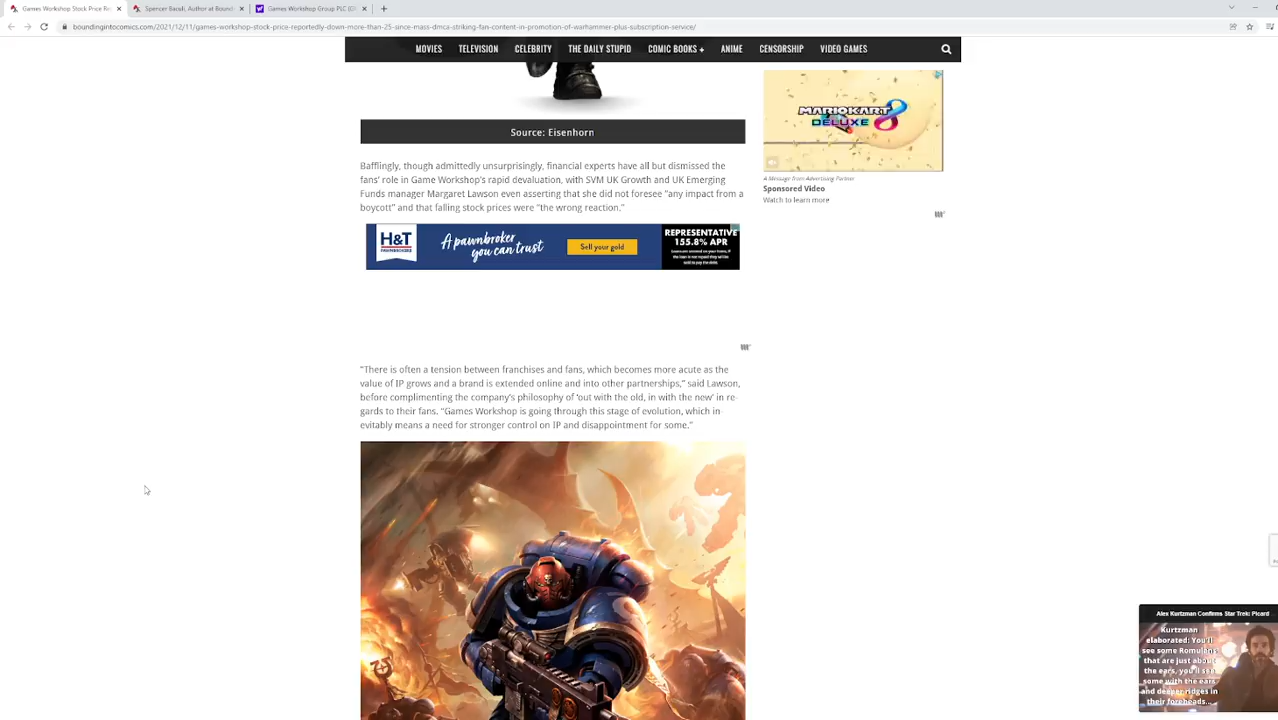 Games Workshop Stock Price Re
Spencer Baculi, Author at Bound
Games Workshop Group PLC (G
boundingintocomics.com/2021/12/11/games-workshop-stock-price-reportedly-down-more-than-25-since-mass-dmca-striking-fan-content-in-promotion-of-warhammer-plus-subscription-service/
MOVIES TELEVISION CELEBRITY THE DAILY STUPID COMIC BOOKS + ANIME CENSORSHIP VIDEO GAMES
Source: Eisenhorn
MARIOKART 8
DELUXE
A Message from Advertising Partner
Sponsored Video
Watch to learn more
Bafflingly, though admittedly unsurprisingly, financial experts have all but dismissed the
fans’ role in Game Workshop’s rapid devaluation, with SVM UK Growth and UK Emerging
Funds manager Margaret Lawson even asserting that she did not foresee “any impact from a
boycott” and that falling stock prices were “the wrong reaction.”
H&T
PAWNBROKERS
A pawnbroker
you can trust
Sell your gold
REPRESENTATIVE
155.8% APR
“There is often a tension between franchises and fans, which becomes more acute as the
value of IP grows and a brand is extended online and into other partnerships,” said Lawson,
before complimenting the company’s philosophy of ‘out with the old, in with the new’ in re-
gards to their fans. “Games Workshop is going through this stage of evolution, which in-
evitably means a need for stronger control on IP and disappointment for some.”
Alex Kurtzman Confirms Star Trek: Picard
Kurtzman
elaborated: You'll
see some Romulans
that are just about
the ears, you'll see
some with the ears
and deeper ridges in
their foreheads...